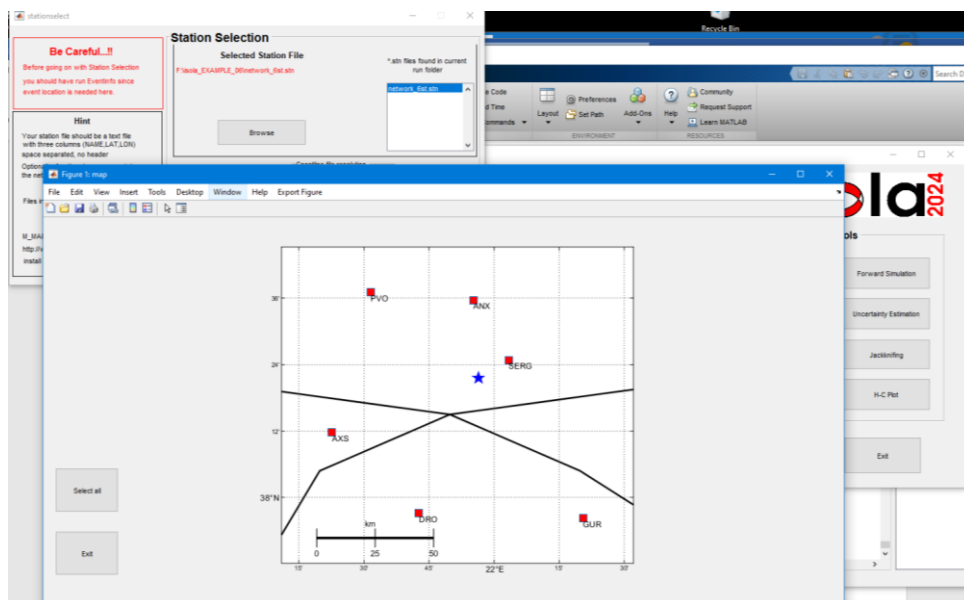 stationselect
Recycle Bin
Station Selection
Be Careful...!!
Before going on with Station Selection
you should have run EventInfo since
event location is needed here.
Selected Station File
F:\isola_EXAMPLE_06\network_6st.stn
*.stn files found in current
run folder
network_6st.stn
Browse
Hint
Your station file should be a text file
with three columns (NAME,LAT,LON)
space separated, no header
Search D
Layout
Preferences
Set Path
Add-Ons
Help
Community
Request Support
Learn MATLAB
ENVIRONMENT
RESOURCES
Figure 1: map
File Edit View Insert Tools Desktop Window Help Export Figure
PVO
ANX
SERG
AXS
DRO
GUR
36'
24'
12'
38°N
km
0 25 50
15' 30' 45' 22°E 15' 30'
Select all
Exit
ola
2024
ols
Forward Simulation
Uncertainty Estimation
Jackknifing
H-C Plot
Exit